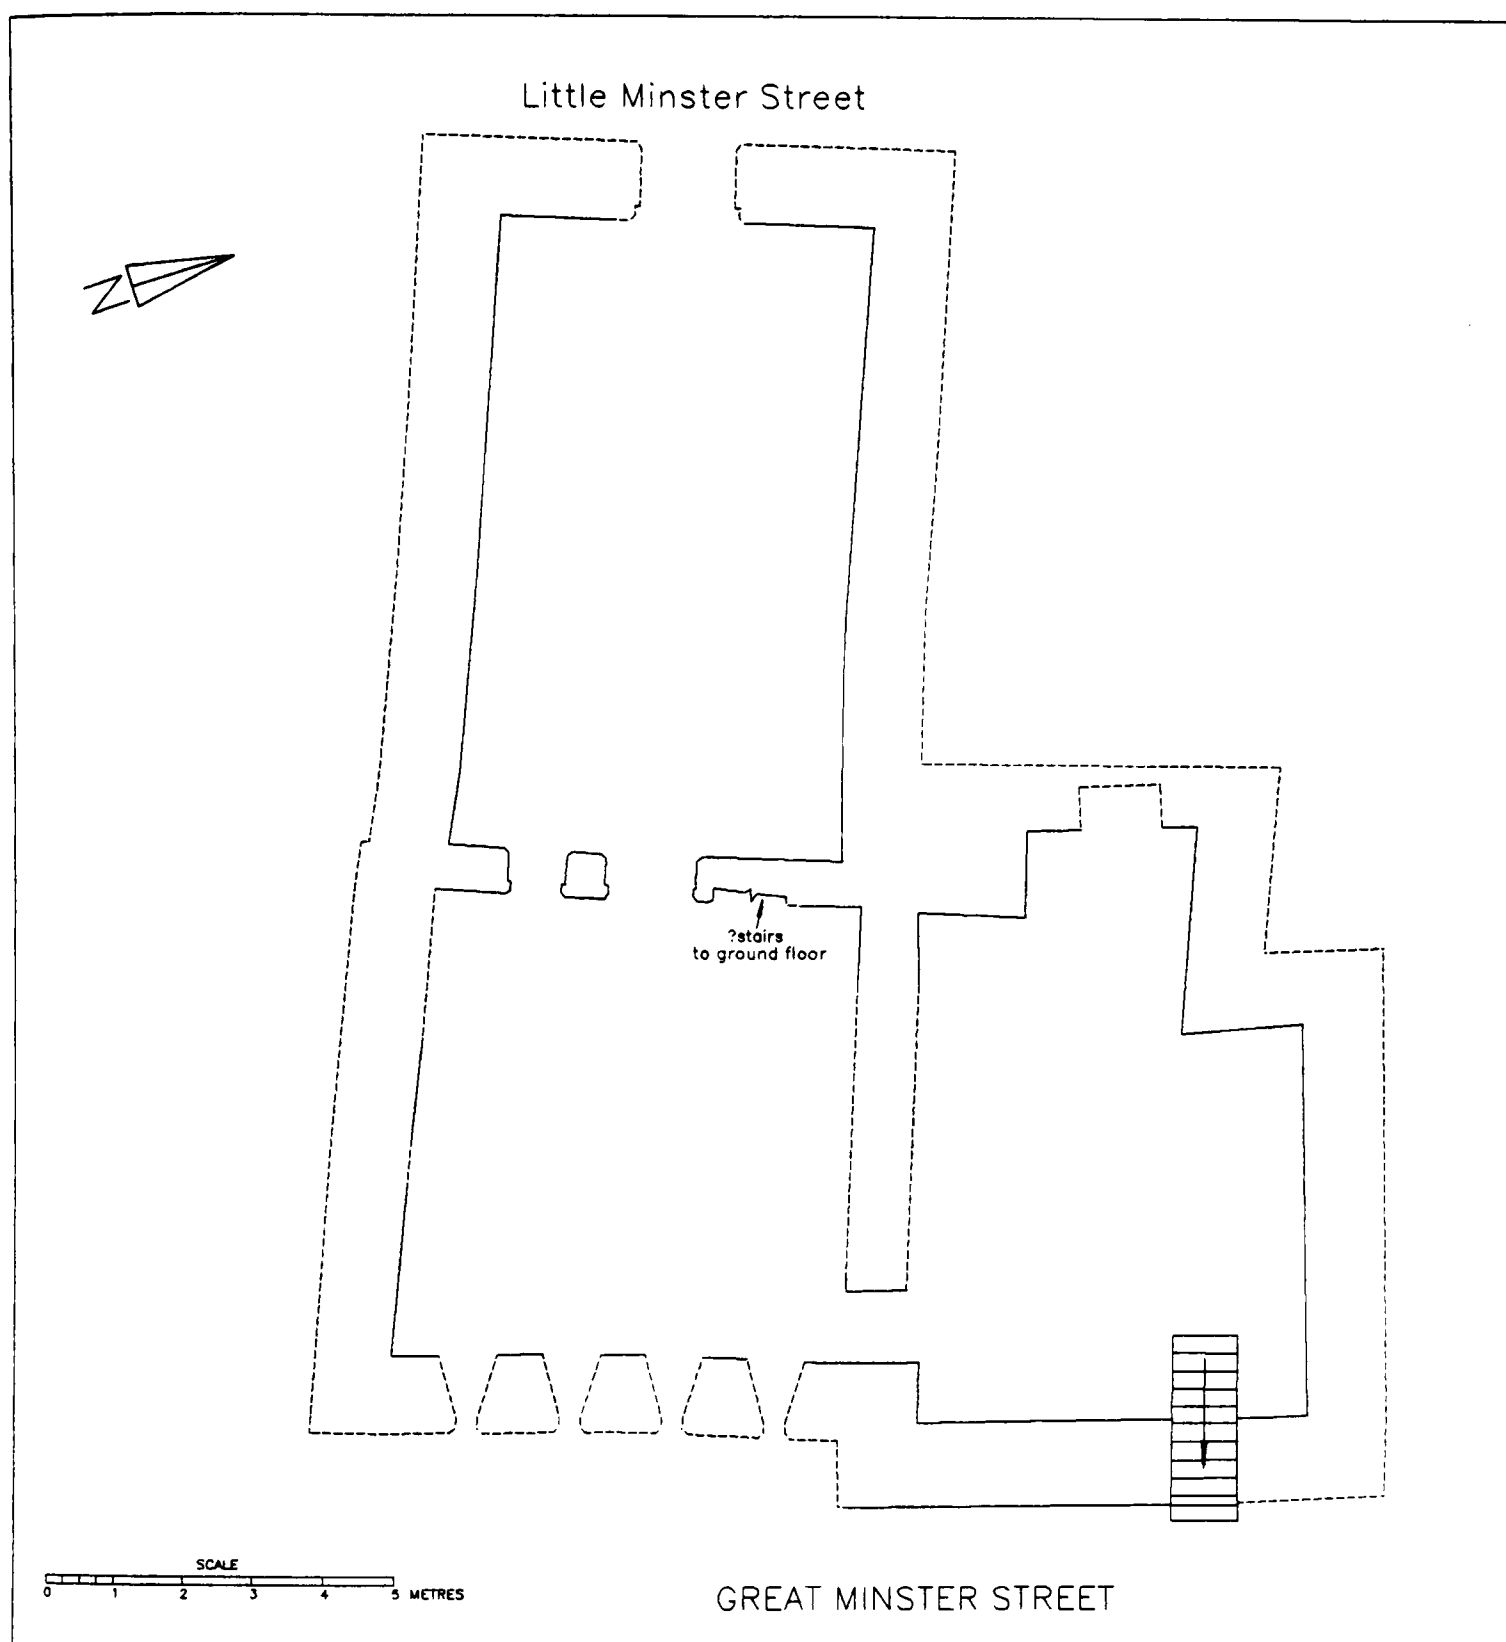 Little Minster Street
N
?stairs
to ground floor
SCALE
0 1 2 3 4 5 METRES
GREAT MINSTER STREET